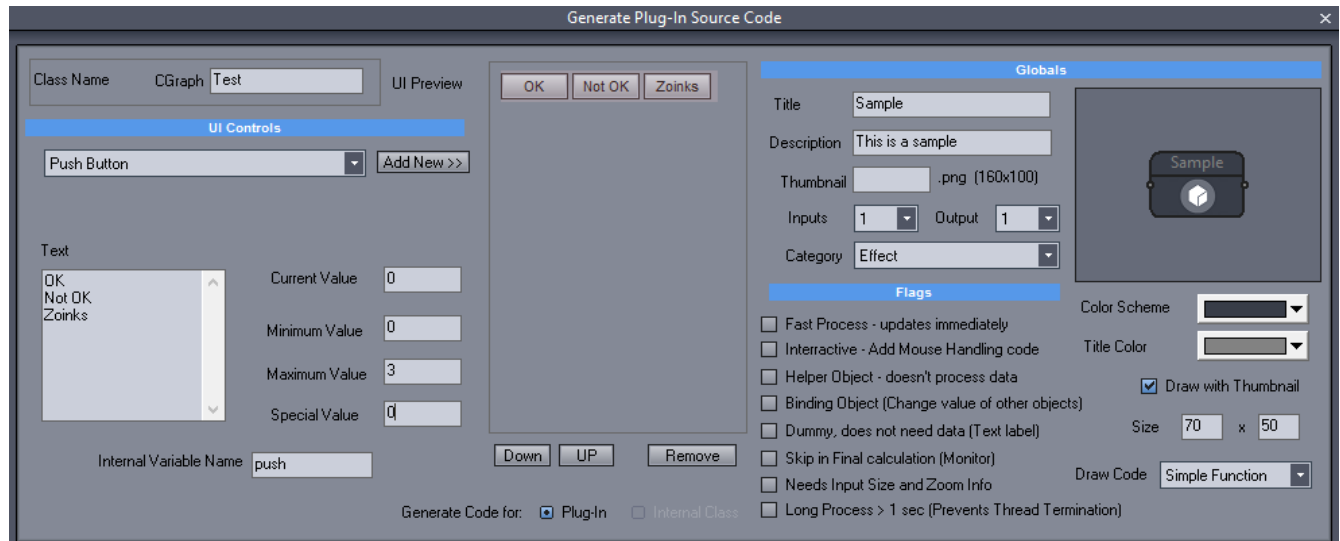 Generate Plug-In Source Code
Class Name
CGraph
Test
UI Preview
UI Controls
Push Button
Add New >>
Text
OK
Not OK
Zoinks
Current Value
0
Minimum Value
0
Maximum Value
3
Special Value
0
Internal Variable Name
push
OK
Not OK
Zoinks
Down
UP
Remove
Generate Code for:
Plug-In
Internal Class
Globals
Title
Sample
Description
This is a sample
Thumbnail
.png (160x100)
Inputs
1
Output
1
Category
Effect
Sample
Flags
Fast Process - updates immediately
Interractive - Add Mouse Handling code
Helper Object - doesn't process data
Binding Object (Change value of other objects)
Dummy, does not need data (Text label)
Skip in Final calculation (Monitor)
Needs Input Size and Zoom Info
Long Process > 1 sec (Prevents Thread Termination)
Color Scheme
Title Color
Draw with Thumbnail
Size
70
x
50
Draw Code
Simple Function